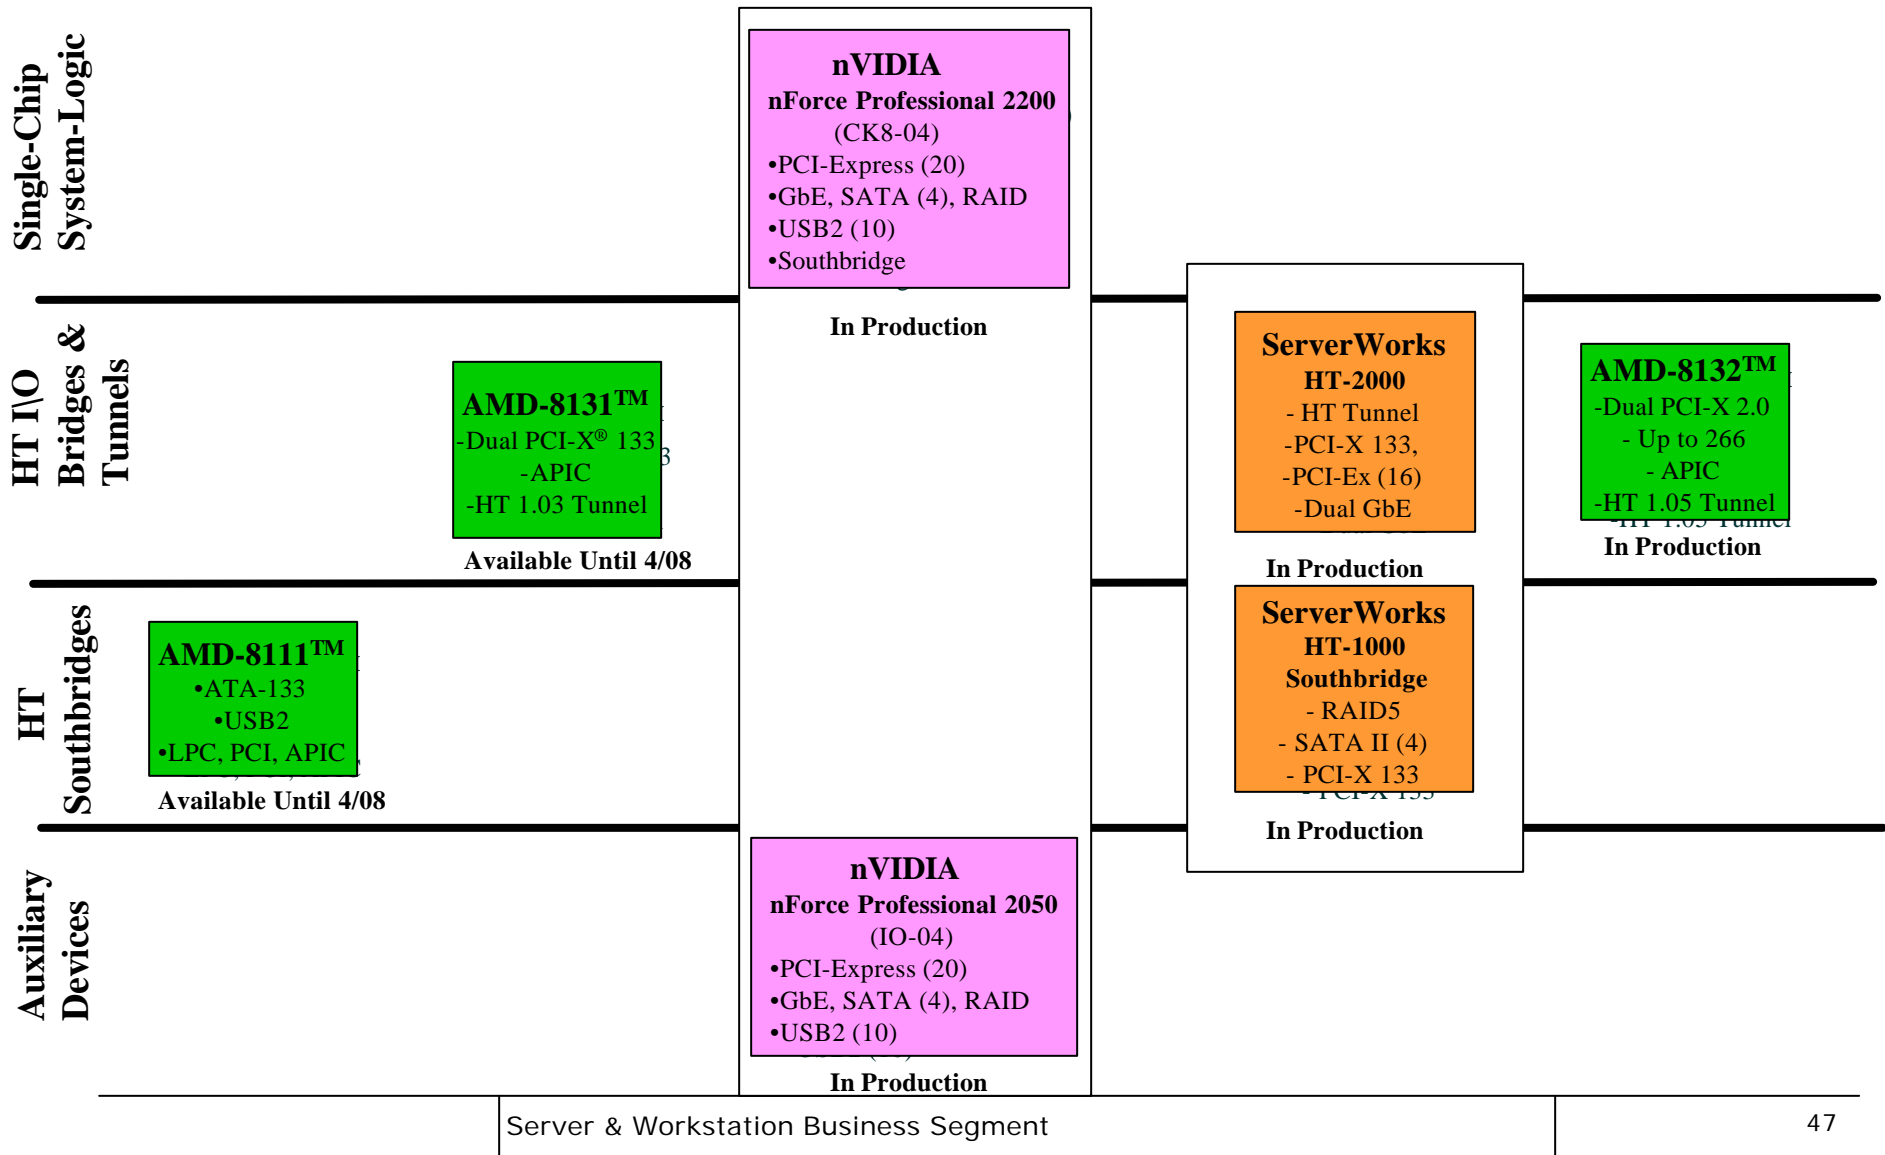 Single-Chip
System-Logic
nVIDIA
nForce Professional 2200
(CK8-04)
•PCI-Express (20)
•GbE, SATA (4), RAID
•USB2 (10)
•Southbridge
In Production
HT I\O
Bridges &
Tunnels
AMD-8131™
-Dual PCI-X® 133
-APIC
-HT 1.03 Tunnel
Available Until 4/08
ServerWorks
HT-2000
- HT Tunnel
-PCI-X 133,
-PCI-Ex (16)
-Dual GbE
In Production
AMD-8132™
-Dual PCI-X 2.0
- Up to 266
- APIC
-HT 1.05 Tunnel
In Production
HT
Southbridges
AMD-8111™
•ATA-133
•USB2
•LPC, PCI, APIC
Available Until 4/08
ServerWorks
HT-1000
Southbridge
- RAID5
- SATA II (4)
- PCI-X 133
In Production
Auxiliary
Devices
nVIDIA
nForce Professional 2050
(IO-04)
•PCI-Express (20)
•GbE, SATA (4), RAID
•USB2 (10)
In Production
Server & Workstation Business Segment
47